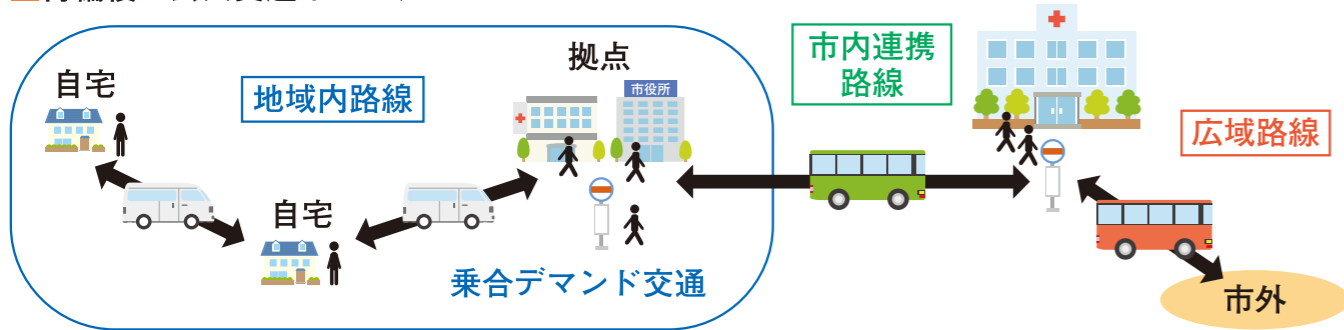 自宅
地域内路線
拠点
市役所
市内連携
路線
広域路線
自宅
乗合デマンド交通
市外